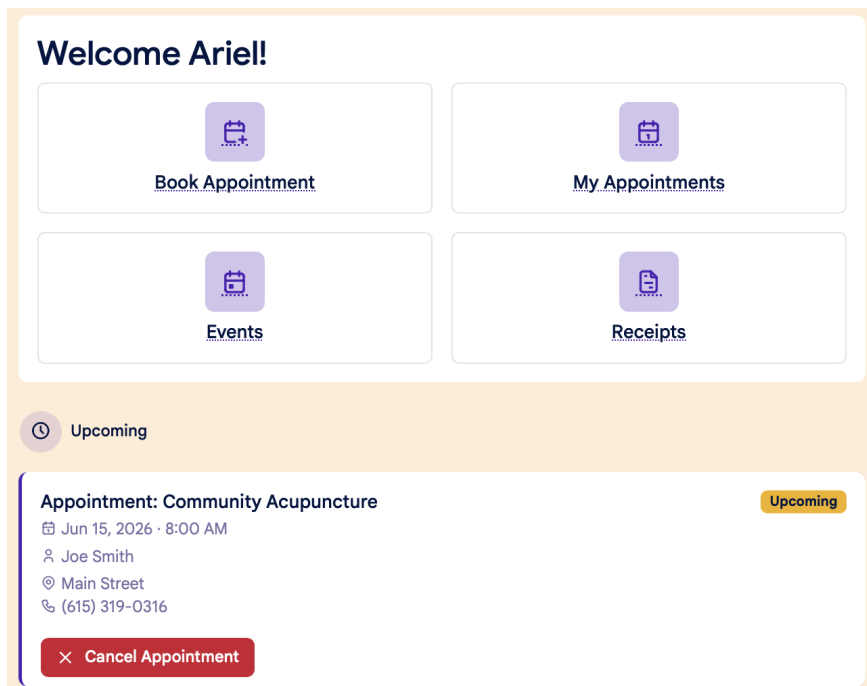 Welcome Ariel!
Book Appointment
My Appointments
Events
Receipts
Upcoming
Appointment: Community Acupuncture
Upcoming
Jun 15, 2026 · 8:00 AM
Joe Smith
Main Street
(615) 319-0316
Cancel Appointment